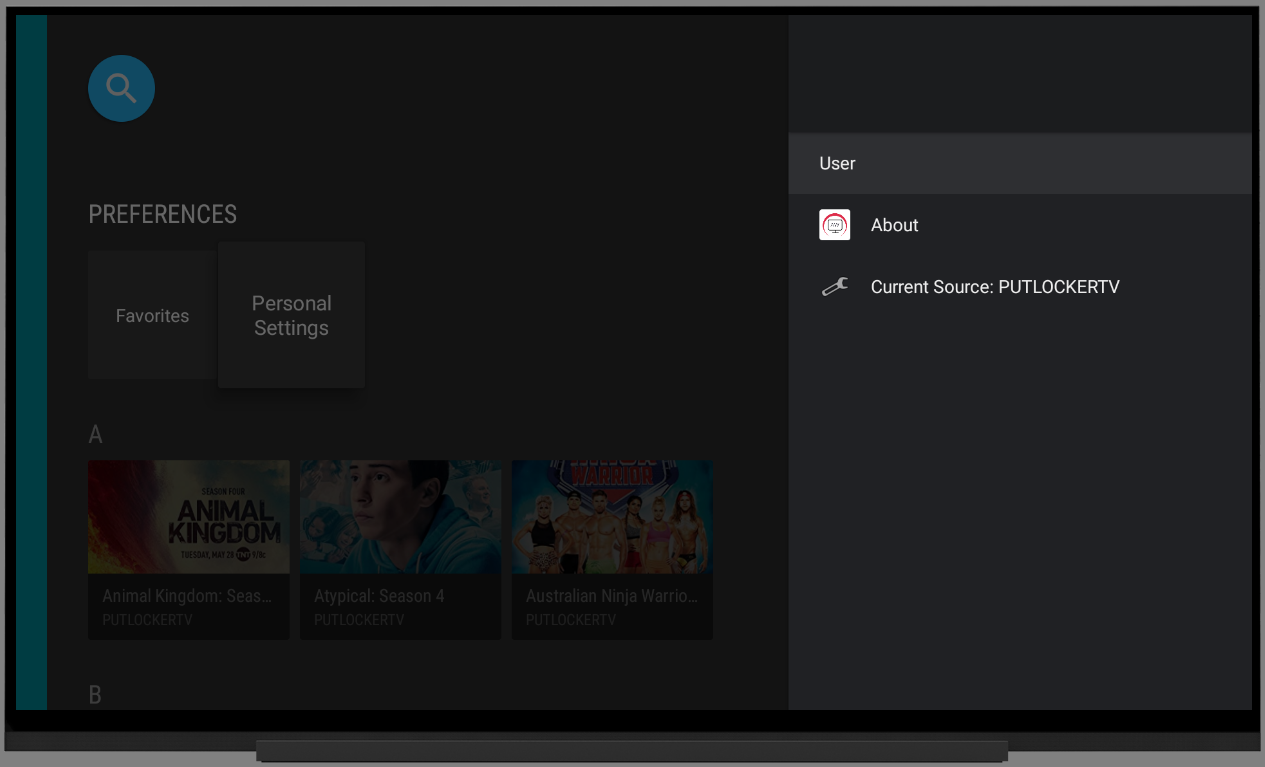 User
About
Current Source: PUTLOCKERTV
PREFERENCES
Favorites
Personal
Settings
A
SEASON FOUR
ANIMAL
KINGDOM
TUESDAY, MAY 28 TNT 9/8c
NINJA
WARRIOR
Animal Kingdom: Seas...
PUTLOCKERTV
Atypical: Season 4
PUTLOCKERTV
Australian Ninja Warrio...
PUTLOCKERTV
B